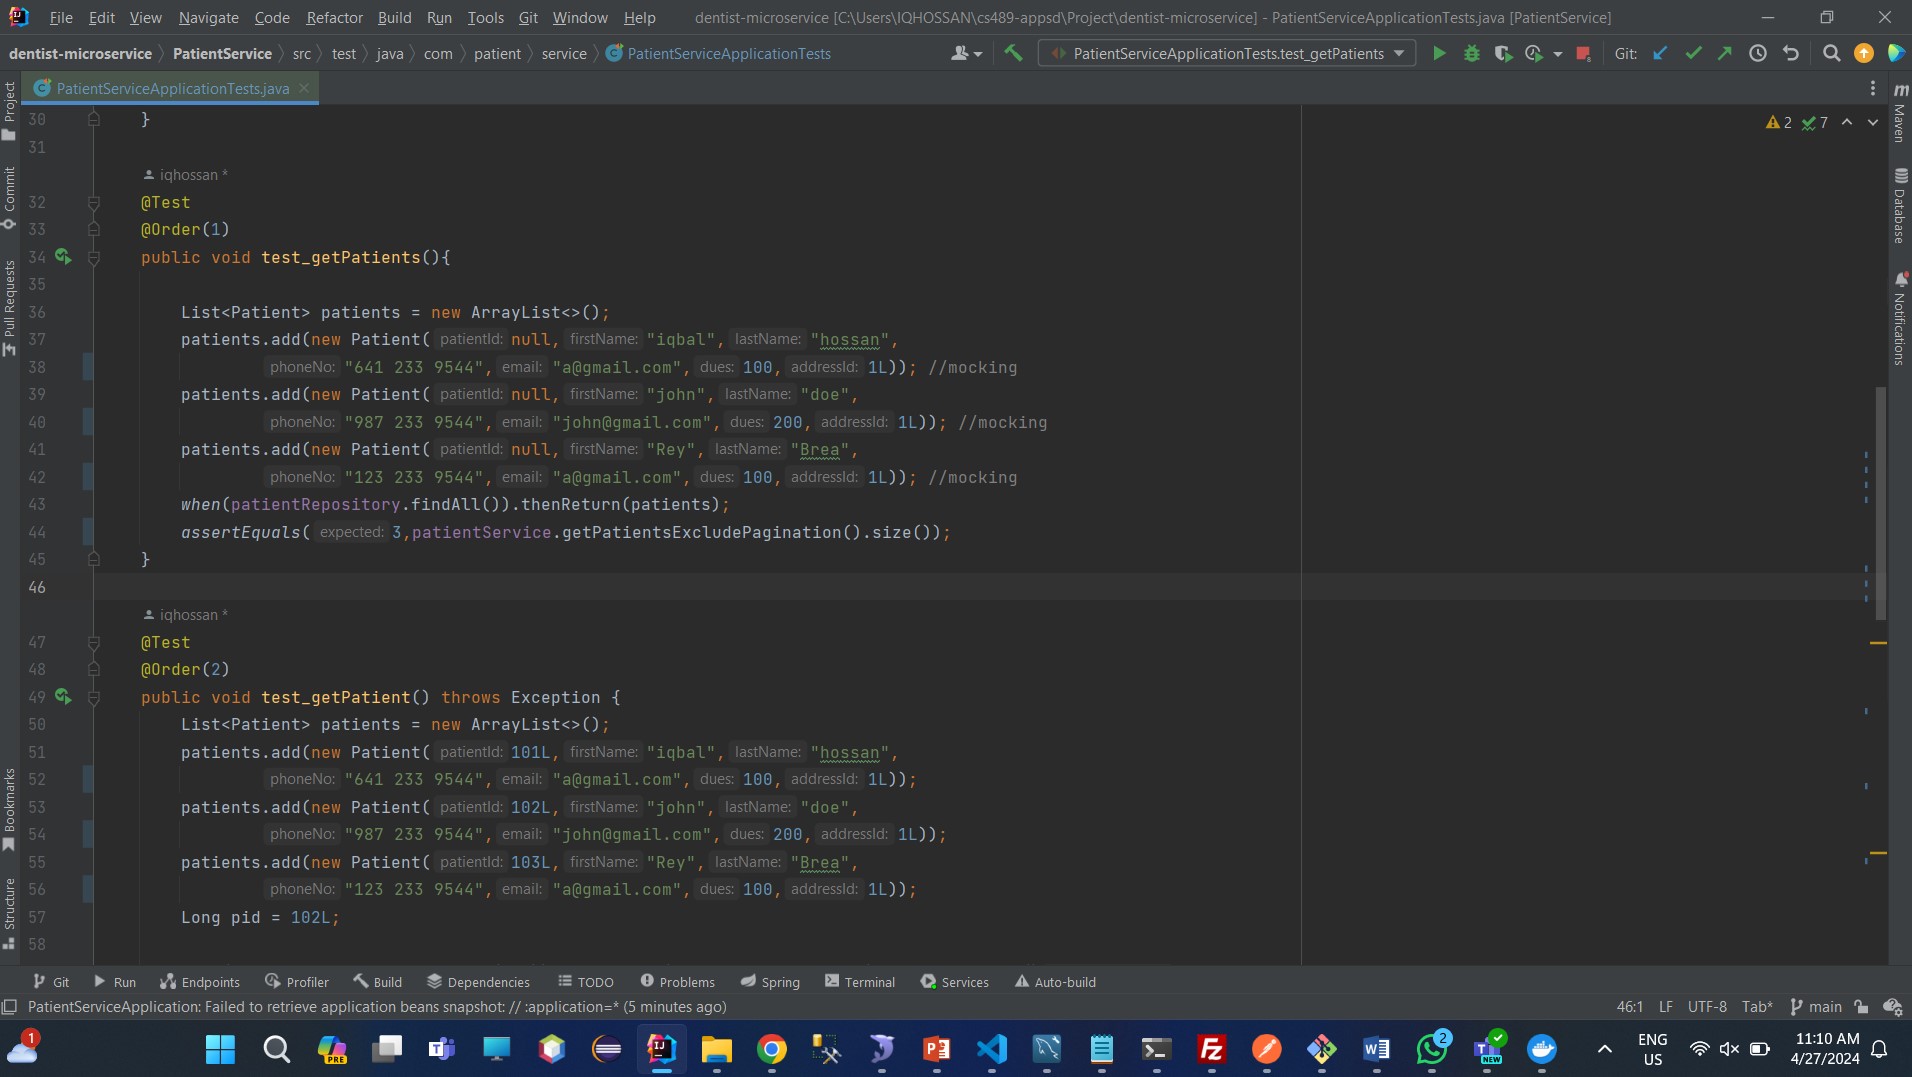 File Edit View Navigate Code Refactor Build Run Tools Git Window Help dentist-microservice [C:\Users\IQHOSSAN\cs489-appsd\Project\dentist-microservice] - PatientServiceApplicationTests.java [PatientService]
dentist-microservice PatientService src test java com patient service PatientServiceApplicationTests PatientServiceApplicationTests.test_getPatients Git:
PatientServiceApplicationTests.java
Project
Commit
Pull Requests
Bookmarks
Structure
2 7
30 }
31
iqhossan *
32 @Test
33 @Order(1)
34 public void test_getPatients(){
35
36 List<Patient> patients = new ArrayList<>();
37 patients.add(new Patient( patientId: null, firstName: "iqbal", lastName: "hossan",
38 phoneNo: "641 233 9544", email: "a@gmail.com", dues: 100, addressId: 1L)); //mocking
39 patients.add(new Patient( patientId: null, firstName: "john", lastName: "doe",
40 phoneNo: "987 233 9544", email: "john@gmail.com", dues: 200, addressId: 1L)); //mocking
41 patients.add(new Patient( patientId: null, firstName: "Rey", lastName: "Brea",
42 phoneNo: "123 233 9544", email: "a@gmail.com", dues: 100, addressId: 1L)); //mocking
43 when(patientRepository.findAll()).thenReturn(patients);
44 assertEquals( expected: 3,patientService.getPatientsExcludePagination().size());
45 }
46
iqhossan *
47 @Test
48 @Order(2)
49 public void test_getPatient() throws Exception {
50 List<Patient> patients = new ArrayList<>();
51 patients.add(new Patient( patientId: 101L, firstName: "iqbal", lastName: "hossan",
52 phoneNo: "641 233 9544", email: "a@gmail.com", dues: 100, addressId: 1L));
53 patients.add(new Patient( patientId: 102L, firstName: "john", lastName: "doe",
54 phoneNo: "987 233 9544", email: "john@gmail.com", dues: 200, addressId: 1L));
55 patients.add(new Patient( patientId: 103L, firstName: "Rey", lastName: "Brea",
56 phoneNo: "123 233 9544", email: "a@gmail.com", dues: 100, addressId: 1L));
57 Long pid = 102L;
58
Maven
Database
Notifications
Git Run Endpoints Profiler Build Dependencies TODO Problems Spring Terminal Services Auto-build
PatientServiceApplication: Failed to retrieve application beans snapshot: // :application=* (5 minutes ago) 46:1 LF UTF-8 Tab* main
1 PRE 2 NEW
ENG
US
11:10 AM
4/27/2024